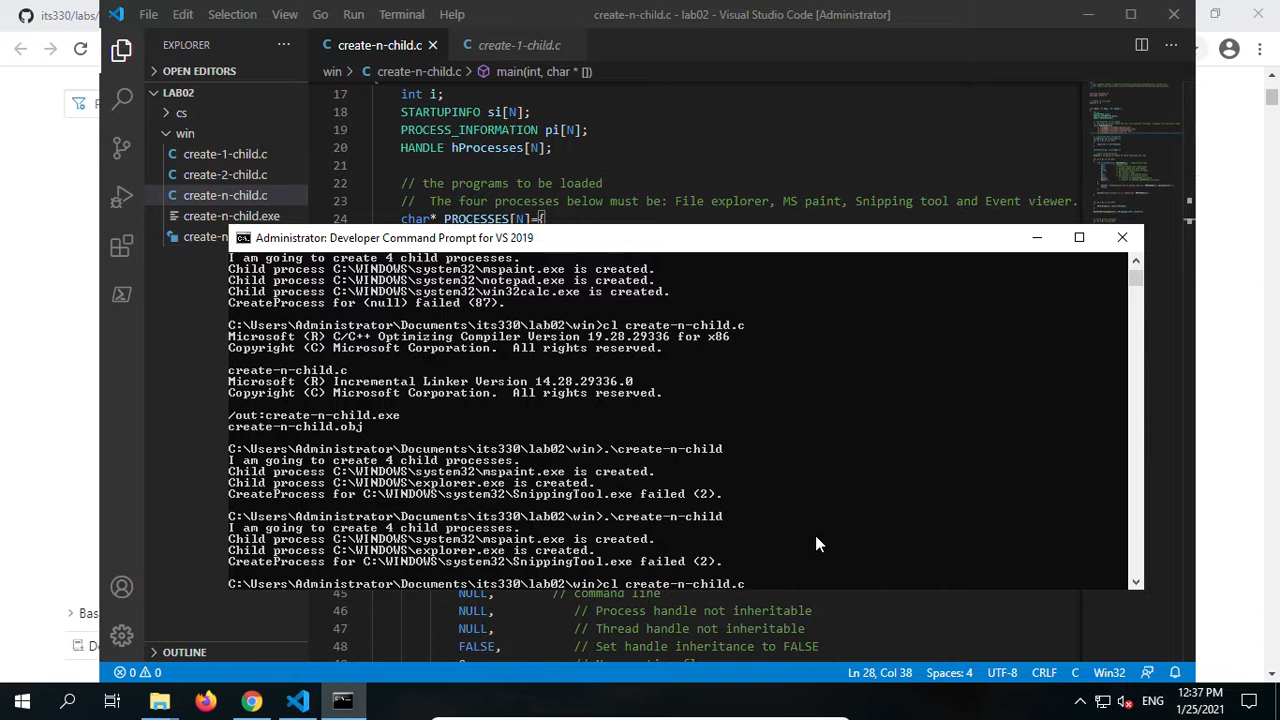 its330/labs/
File Edit Selection View Go Run Terminal Help
create-n-child.c - lab02 - Visual Studio Code [Administrator]
EXPLORER
create-n-child.c
create-1-child.c
OPEN EDITORS
win > create-n-child.c > main(int, char * [])
LAB02
cs
win
create-1-child.c
create-2-child.c
create-n-child.c
create-n-child.exe
create-n
17 int i;
18 STARTUPINFO si[N];
19 PROCESS_INFORMATION pi[N];
20 HANDLE hProcesses[N];
21
22 the programs to be loaded
23 The four processes below must be: File explorer, MS paint, Snipping tool and Event viewer.
24 char* PROCESSES[N]={
Administrator: Developer Command Prompt for VS 2019
I am going to create 4 child processes.
Child process C:\WINDOWS\system32\mspaint.exe is created.
Child process C:\WINDOWS\system32\notepad.exe is created.
Child process C:\WINDOWS\system32\win32calc.exe is created.
CreateProcess for (null) failed (87).
C:\Users\Administrator\Documents\its330\lab02\win>cl create-n-child.c
Microsoft (R) C/C++ Optimizing Compiler Version 19.28.29336 for x86
Copyright (C) Microsoft Corporation. All rights reserved.
create-n-child.c
Microsoft (R) Incremental Linker Version 14.28.29336.0
Copyright (C) Microsoft Corporation. All rights reserved.
/out:create-n-child.exe
create-n-child.obj
C:\Users\Administrator\Documents\its330\lab02\win>.\create-n-child
I am going to create 4 child processes.
Child process C:\WINDOWS\system32\mspaint.exe is created.
Child process C:\WINDOWS\explorer.exe is created.
CreateProcess for C:\WINDOWS\system32\SnippingTool.exe failed (2).
C:\Users\Administrator\Documents\its330\lab02\win>.\create-n-child
I am going to create 4 child processes.
Child process C:\WINDOWS\system32\mspaint.exe is created.
Child process C:\WINDOWS\explorer.exe is created.
CreateProcess for C:\WINDOWS\system32\SnippingTool.exe failed (2).
C:\Users\Administrator\Documents\its330\lab02\win>cl create-n-child.c
45 NULL, // command line
46 NULL, // Process handle not inheritable
47 NULL, // Thread handle not inheritable
48 FALSE, // Set handle inheritance to FALSE
Bas
OUTLINE
0 0
Ln 28, Col 38 Spaces: 4 UTF-8 CRLF C Win32
ENG
12:37 PM
1/25/2021